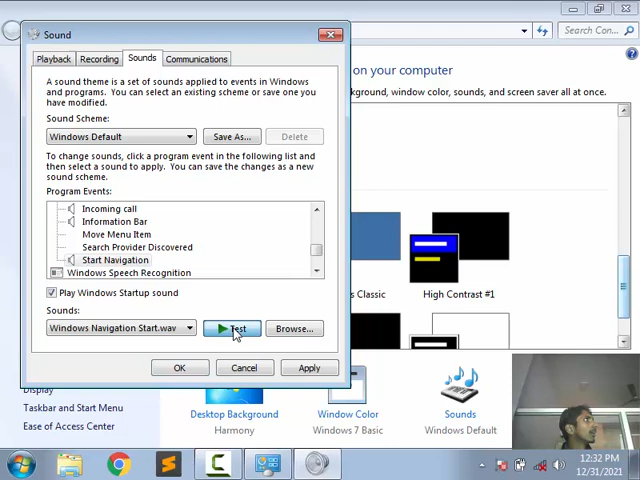 Sound
Search Con...
Playback
Recording
Sounds
Communications
on your computer
A sound theme is a set of sounds applied to events in Windows
and programs. You can select an existing scheme or save one you
have modified.
ground, window color, sounds, and screen saver all at once.
Sound Scheme:
Windows Default
Save As...
Delete
To change sounds, click a program event in the following list and
then select a sound to apply. You can save the changes as a new
sound scheme.
Program Events:
Incoming call
Information Bar
Move Menu Item
Search Provider Discovered
Start Navigation
Windows Speech Recognition
s Classic
High Contrast #1
Play Windows Startup sound
Sounds:
Windows Navigation Start.wav
Test
Browse...
OK
Cancel
Apply
Display
Taskbar and Start Menu
Ease of Access Center
Desktop Background
Harmony
Window Color
Windows 7 Basic
Sounds
Windows Default
12:32 PM
12/31/2021